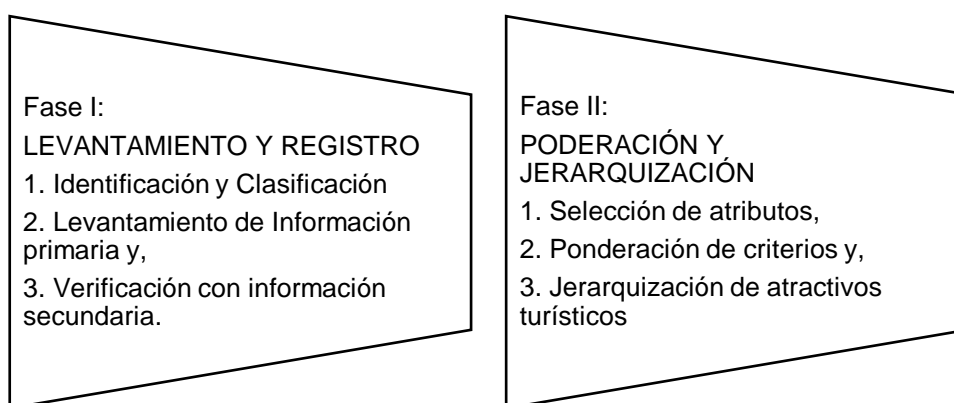 Fase I:
LEVANTAMIENTO Y REGISTRO
1. Identificación y Clasificación
2. Levantamiento de Información
primaria y,
3. Verificación con información
secundaria.
Fase II:
PODERACIÓN Y
JERARQUIZACIÓN
1. Selección de atributos,
2. Ponderación de criterios y,
3. Jerarquización de atractivos
turísticos